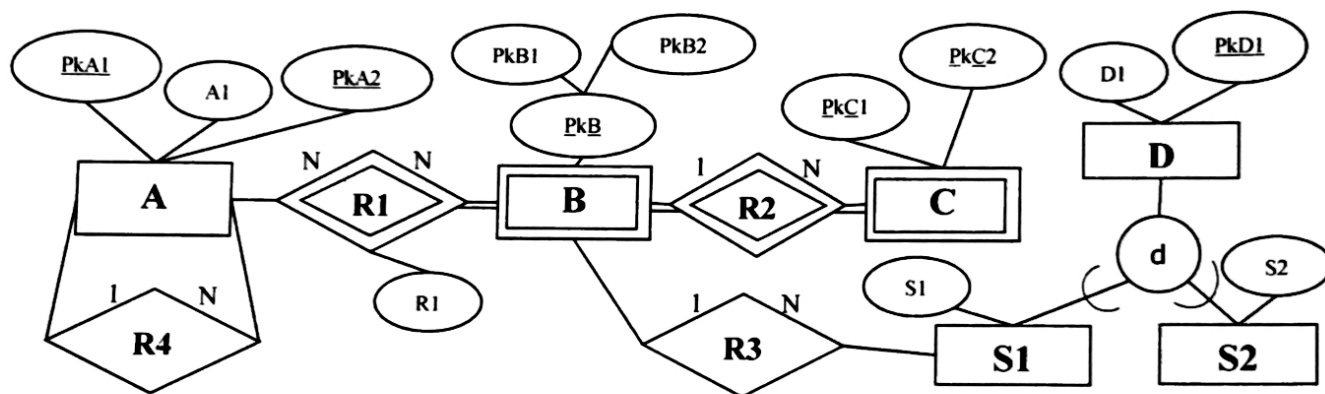 PkA1
A1
PkA2
PkB1
PkB2
PkB
PkC1
PkC2
D1
PkD1
A
N
N
R1
B
1
N
R2
C
D
d
R1
1
N
R4
1
N
R3
S1
S1
S2
S2